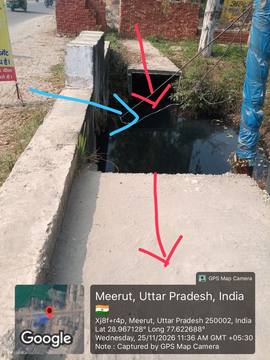 GPS Map Camera
Meerut, Uttar Pradesh, India
🇮🇳
Xj8f+r4p, Meerut, Uttar Pradesh 250002, India
Lat 28.967128° Long 77.622688°
Wednesday, 25/11/2026 11:36 AM GMT +05:30
Note : Captured by GPS Map Camera
Google